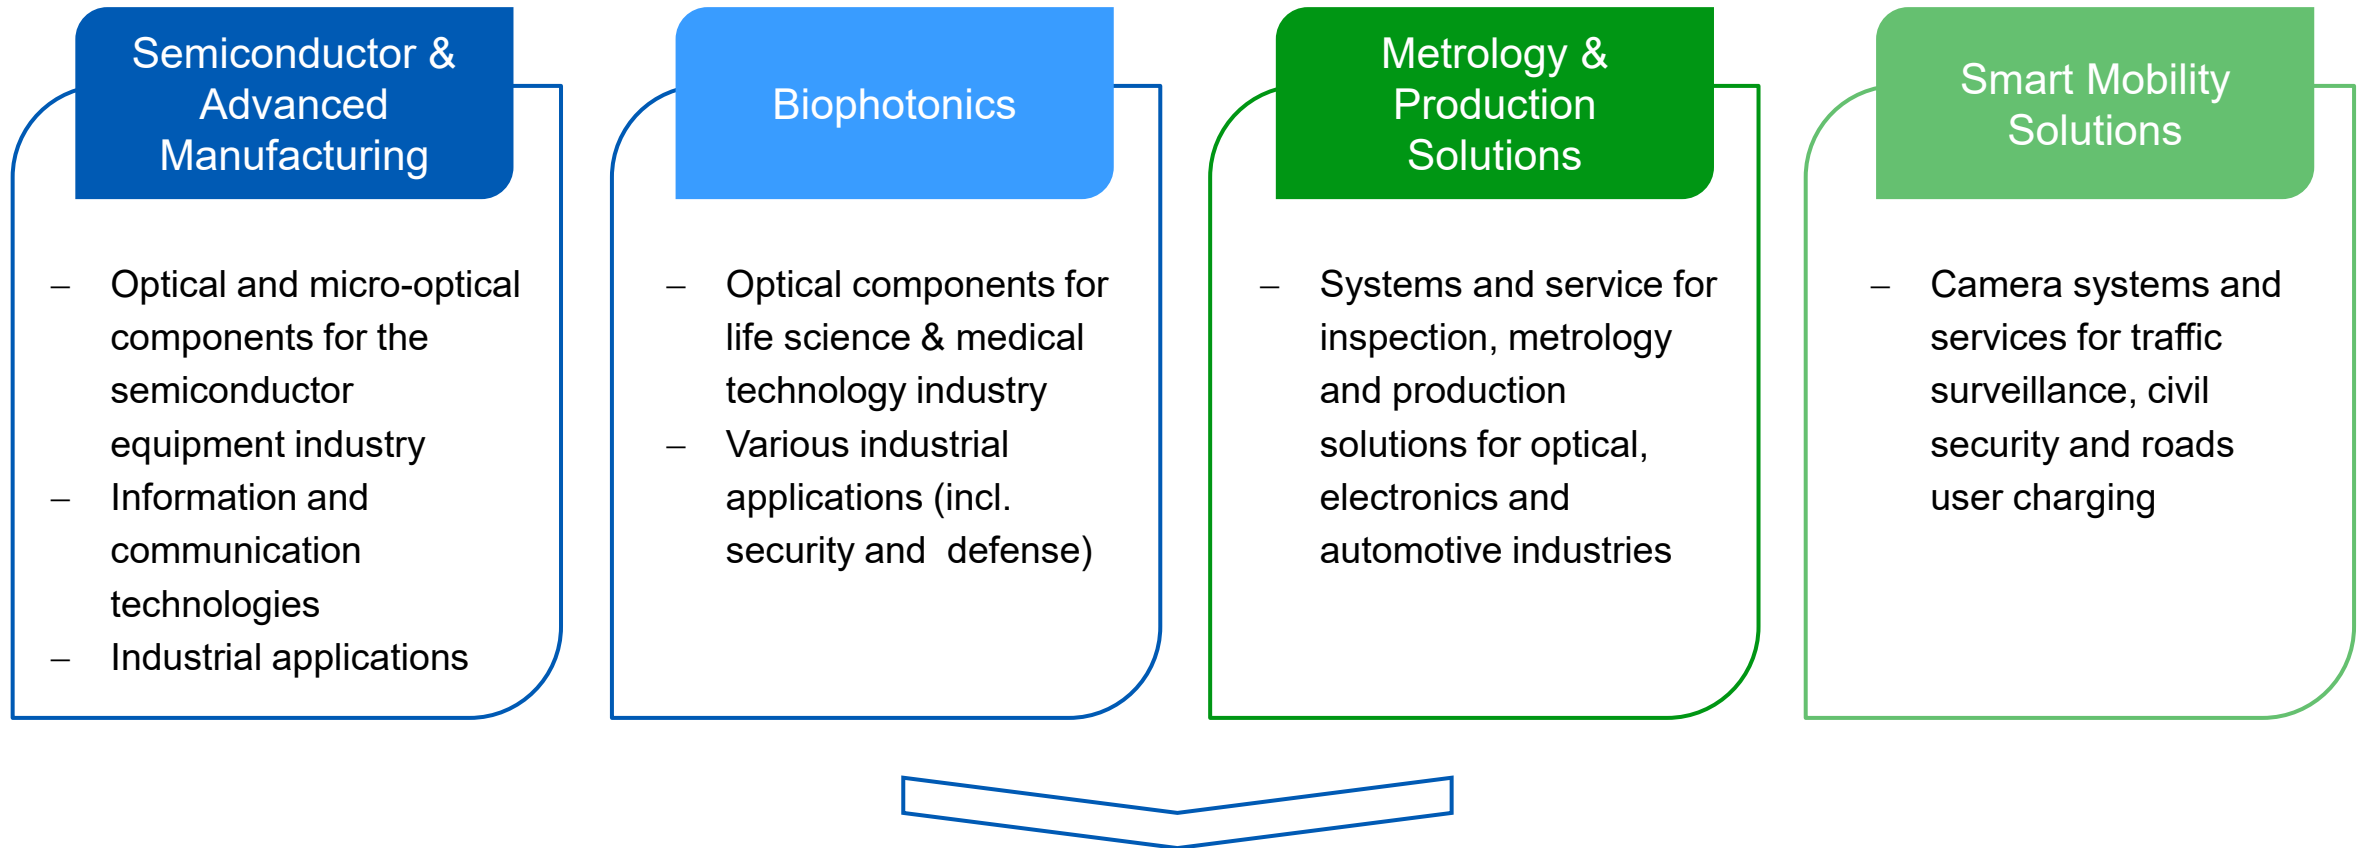 Semiconductor &
Advanced
Manufacturing
– Optical and micro-optical
components for the
semiconductor
equipment industry
– Information and
communication
technologies
– Industrial applications
Biophotonics
– Optical components for
life science & medical
technology industry
– Various industrial
applications (incl.
security and  defense)
Metrology &
Production
Solutions
– Systems and service for
inspection, metrology
and production
solutions for optical,
electronics and
automotive industries
Smart Mobility
Solutions
– Camera systems and
services for traffic
surveillance, civil
security and roads
user charging